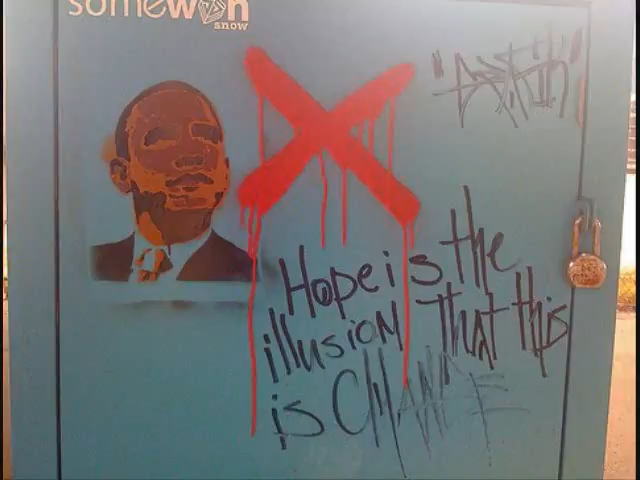 somewon
snow
Hope is the
illusion that this
is CHANGE